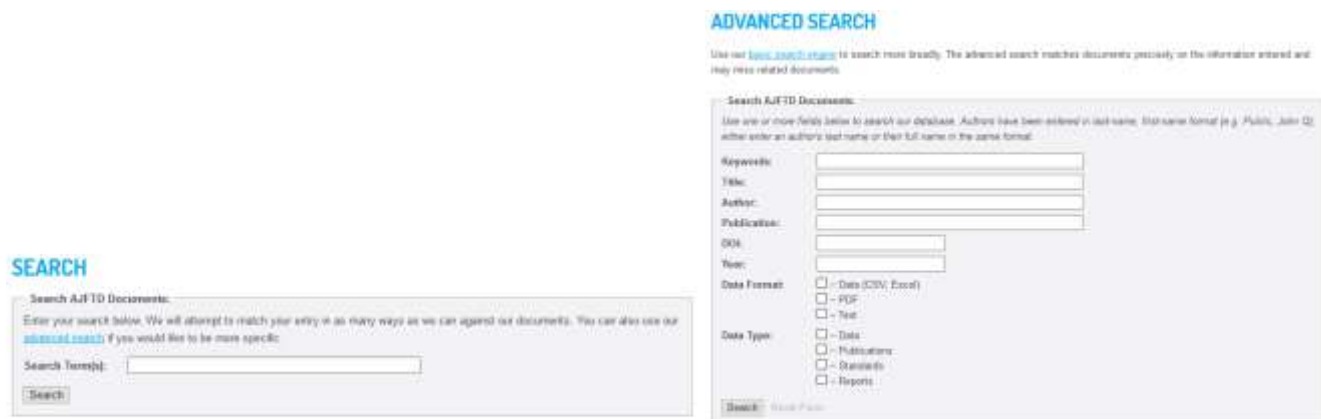 SEARCH
Search AJFTD Documents:
Enter your search below. We will attempt to match your entry in as many ways as we can against our documents. You can also use our
advanced search if you would like to be more specific.
Search Term(s):
Search
ADVANCED SEARCH
Use our basic search engine to search more broadly. The advanced search matches documents precisely on the information entered and
may miss related documents.
Search AJFTD Documents:
Use one or more fields below to search our database. Authors have been entered in last-name, first-name format (e.g. Public, John Q),
either enter an author's last name or their full name in the same format.
Keywords:
Title:
Author:
Publication:
DOI:
Year:
Data Format: – Data (CSV, Excel)
– PDF
– Text
Data Type: – Data
– Publications
– Standards
– Reports
Search Reset Form